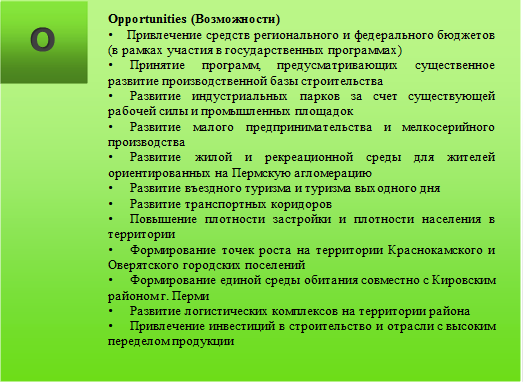 O
Opportunities (Возможности)
• Привлечение средств регионального и федерального бюджетов
(в рамках участия в государственных программах)
• Принятие программ, предусматривающих существенное
развитие производственной базы строительства
• Развитие индустриальных парков за счет существующей
рабочей силы и промышленных площадок
• Развитие малого предпринимательства и мелкосерийного
производства
• Развитие жилой и рекреационной среды для жителей
ориентированных на Пермскую агломерацию
• Развитие въездного туризма и туризма выходного дня
• Развитие транспортных коридоров
• Повышение плотности застройки и плотности населения в
территории
• Формирование точек роста на территории Краснокамского и
Оверятского городских поселений
• Формирование единой среды обитания совместно с Кировским
районом г. Перми
• Развитие логистических комплексов на территории района
• Привлечение инвестиций в строительство и отрасли с высоким
переделом продукции